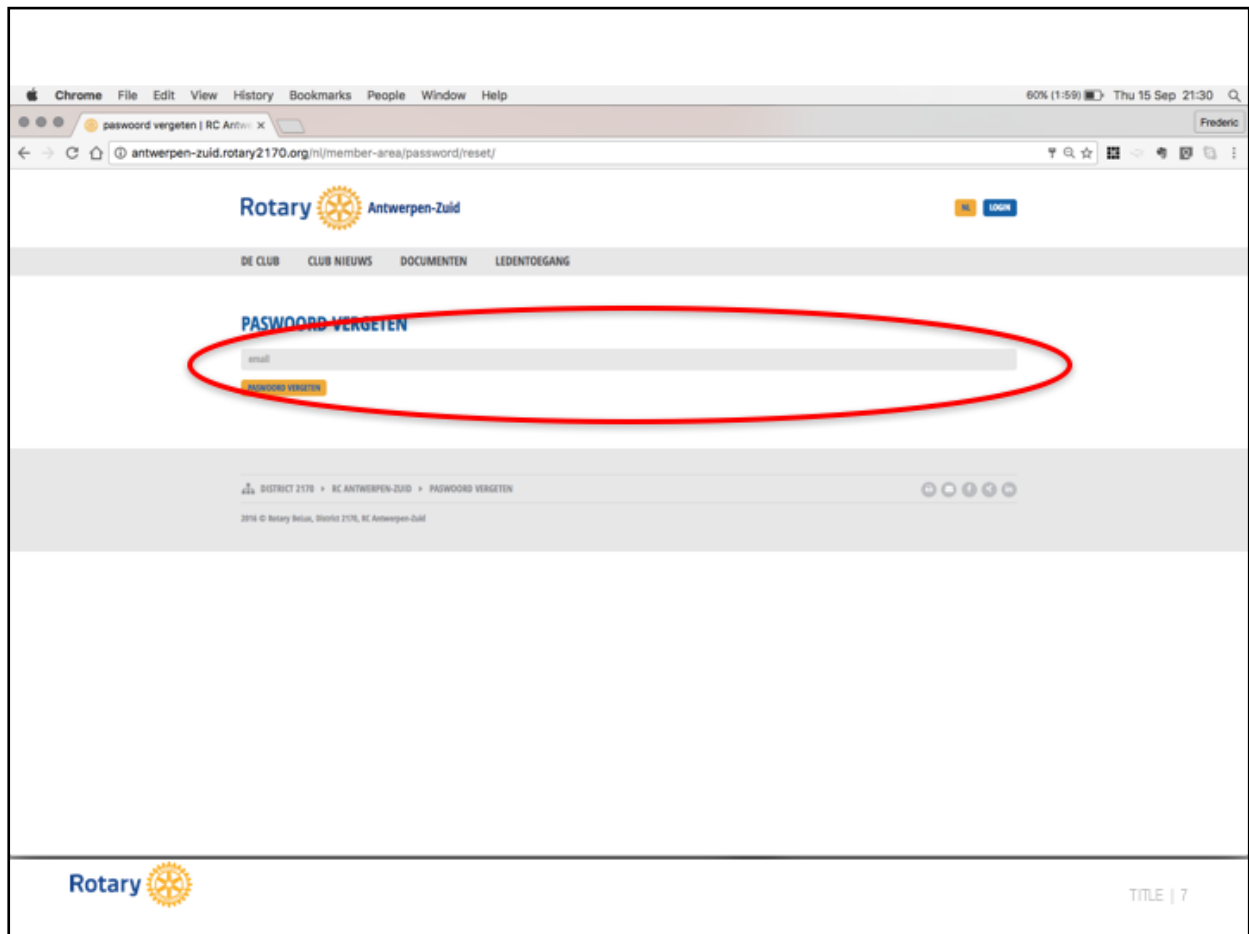 Chrome File Edit View History Bookmarks People Window Help 60% (1:59) Thu 15 Sep 21:30
paswoord vergeten | RC Antw Frederic
antwerpen-zuid.rotary2170.org/nl/member-area/password/reset/
Rotary Antwerpen-Zuid NL LOGIN
DE CLUB CLUB NIEUWS DOCUMENTEN LEDENTOEGANG
PASWOORD VERGETEN
email
PASWOORD VERGETEN
DISTRICT 2170 RC ANTWERPEN-ZUID PASWOORD VERGETEN
2016 © Rotary Belux, District 2170, RC Antwerpen-Zuid
Rotary
TITLE | 7